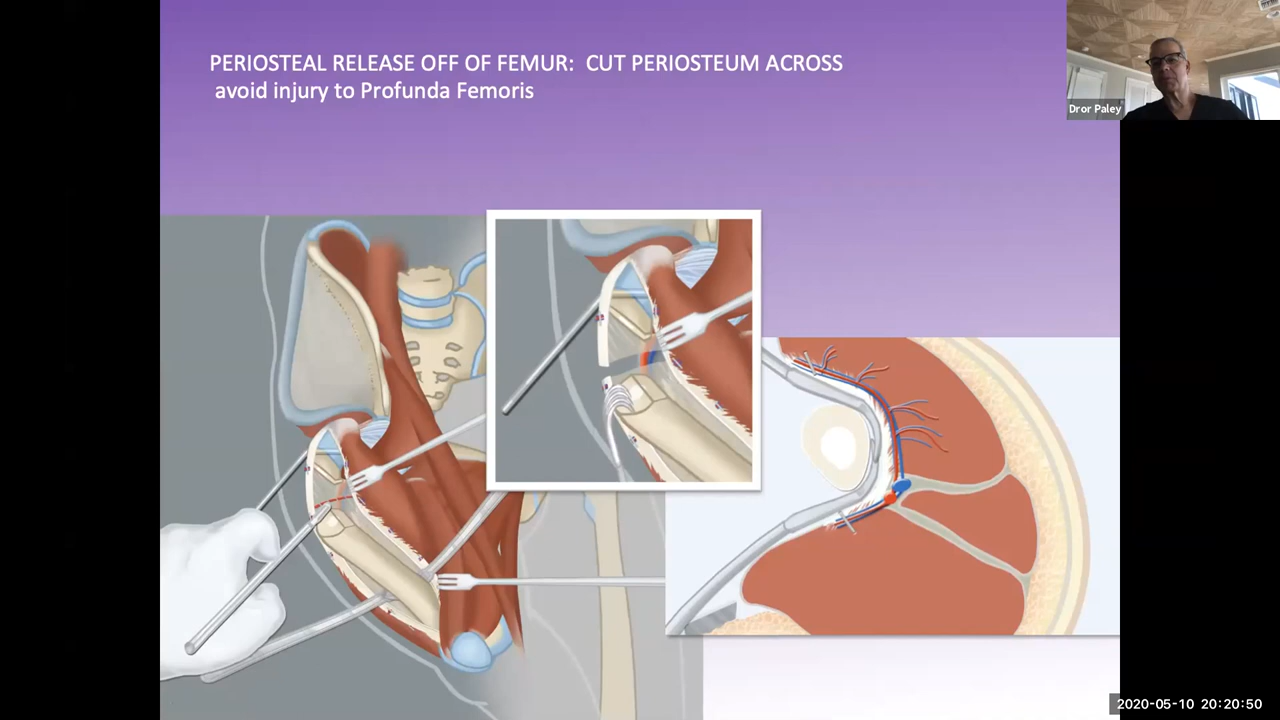 PERIOSTEAL RELEASE OFF OF FEMUR: CUT PERIOSTEUM ACROSS
avoid injury to Profunda Femoris
Dror Paley
2020-05-10 20:20:50